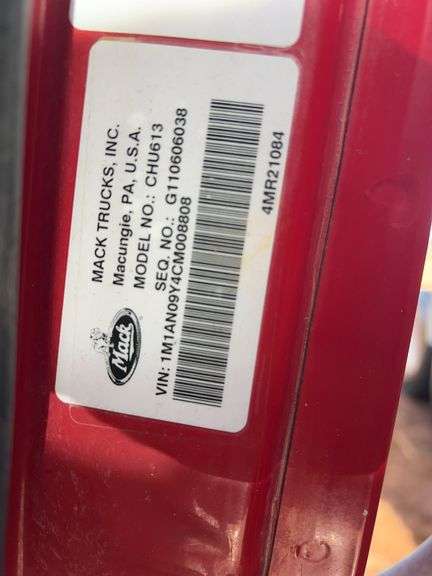 MACK TRUCKS, INC.
Macungie, PA, U.S.A.
MODEL NO.: CHU613
SEQ. NO.: G110606038
Mack
VIN: 1M1AN09Y4CM008808
4MR21084